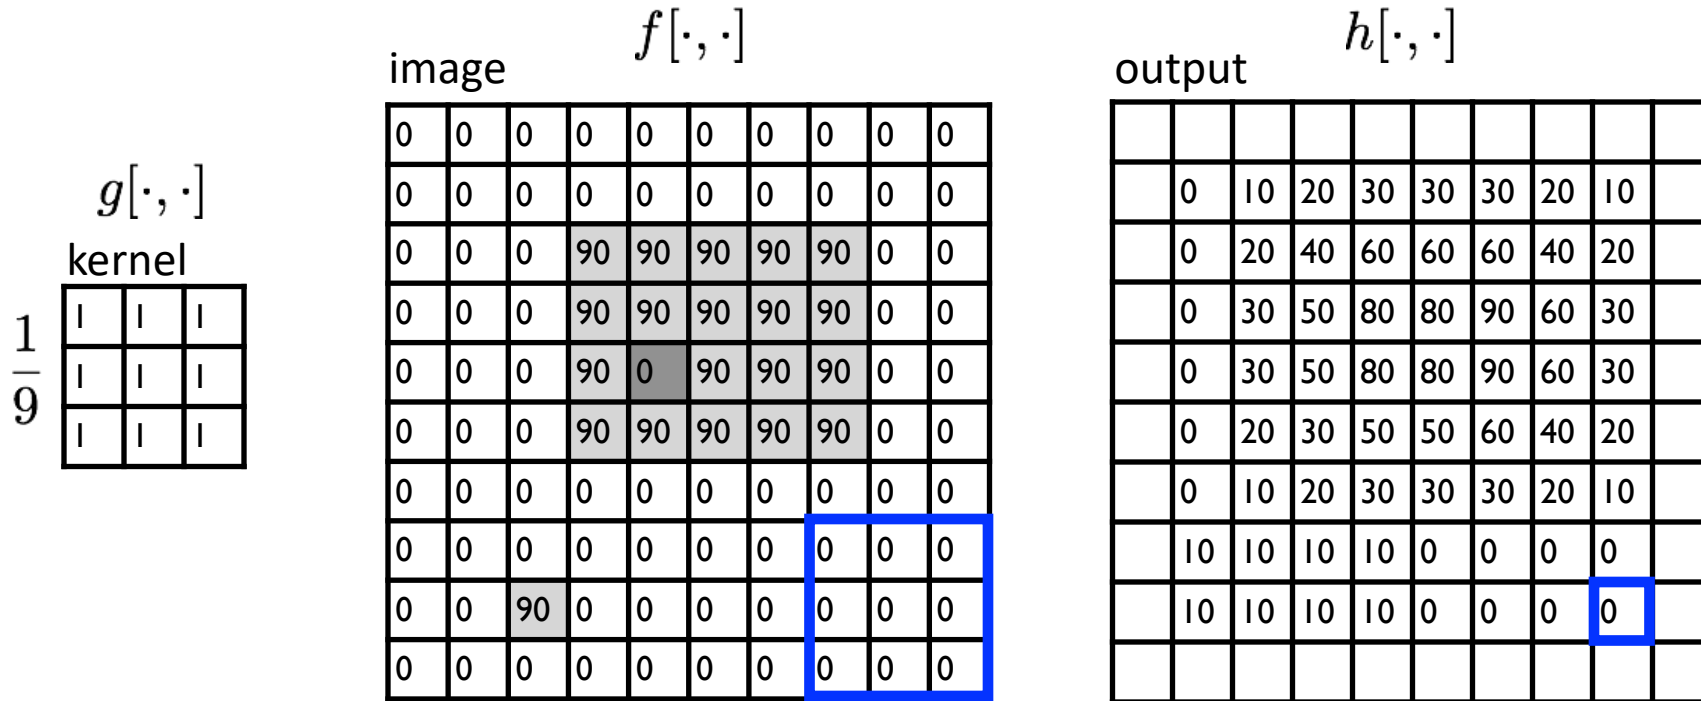 f[·, ·]
h[·, ·]
image
output
g[·, ·]
kernel
1/9
1 1 1
1 1 1
1 1 1
0 0 0 0 0 0 0 0 0 0
0 0 0 0 0 0 0 0 0 0
0 0 0 90 90 90 90 90 0 0
0 0 0 90 90 90 90 90 0 0
0 0 0 90 0 90 90 90 0 0
0 0 0 90 90 90 90 90 0 0
0 0 0 0 0 0 0 0 0 0
0 0 0 0 0 0 0 0 0 0
0 0 90 0 0 0 0 0 0 0
0 0 0 0 0 0 0 0 0 0
0 10 20 30 30 30 20 10
0 20 40 60 60 60 40 20
0 30 50 80 80 90 60 30
0 30 50 80 80 90 60 30
0 20 30 50 50 60 40 20
0 10 20 30 30 30 20 10
10 10 10 10 0 0 0 0
10 10 10 10 0 0 0 0